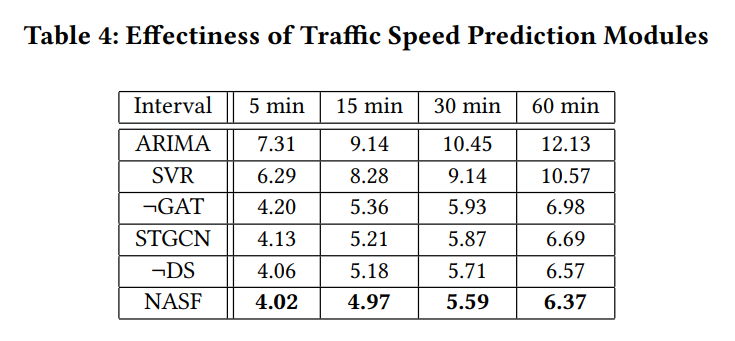 Table 4: Effectiness of Traffic Speed Prediction Modules
Interval 5 min 15 min 30 min 60 min
ARIMA 7.31 9.14 10.45 12.13
SVR 6.29 8.28 9.14 10.57
¬GAT 4.20 5.36 5.93 6.98
STGCN 4.13 5.21 5.87 6.69
¬DS 4.06 5.18 5.71 6.57
NASF 4.02 4.97 5.59 6.37